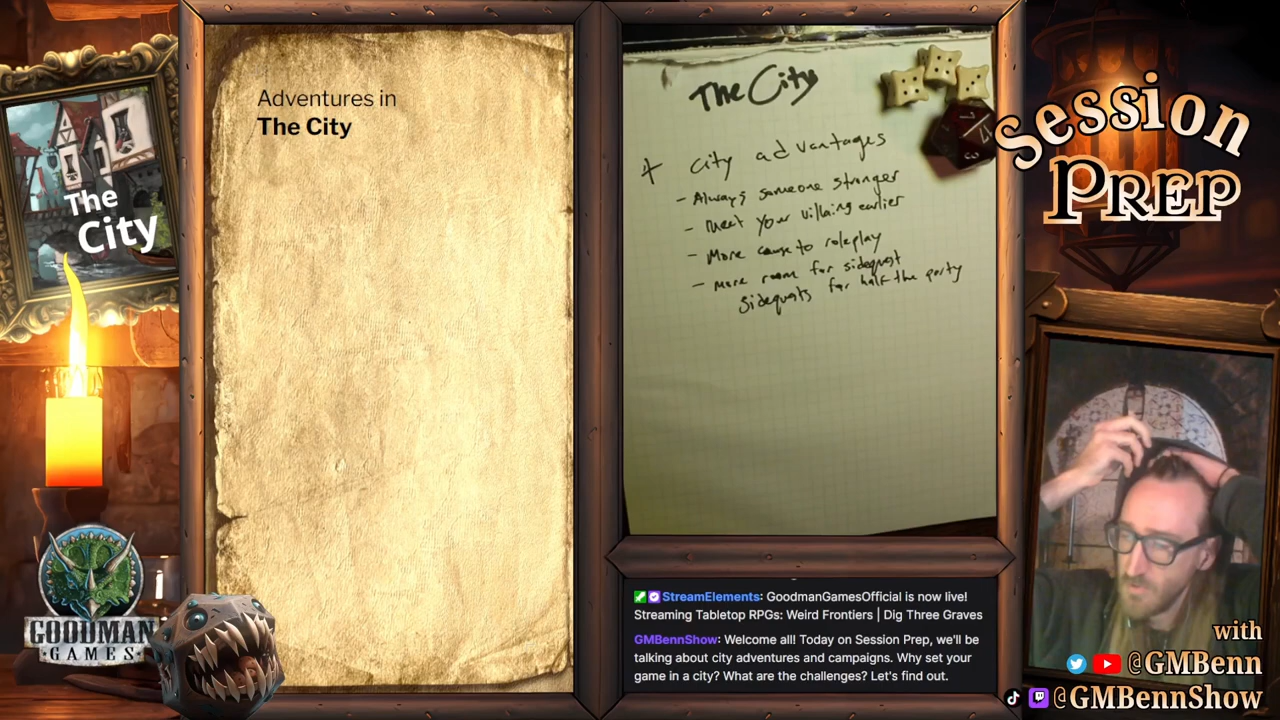 The
City
Adventures in
The City
The City
+ City advantages
- Always someone stronger
- Meet your villains earlier
- More cause to roleplay
- more room for sidequest
sidequests for half the party
Session
PREP
StreamElements: GoodmanGamesOfficial is now live!
Streaming Tabletop RPGs: Weird Frontiers | Dig Three Graves
GMBennShow: Welcome all! Today on Session Prep, we'll be
talking about city adventures and campaigns. Why set your
game in a city? What are the challenges? Let's find out.
GOODMAN
GAMES
with
@GMBenn
@GMBennShow